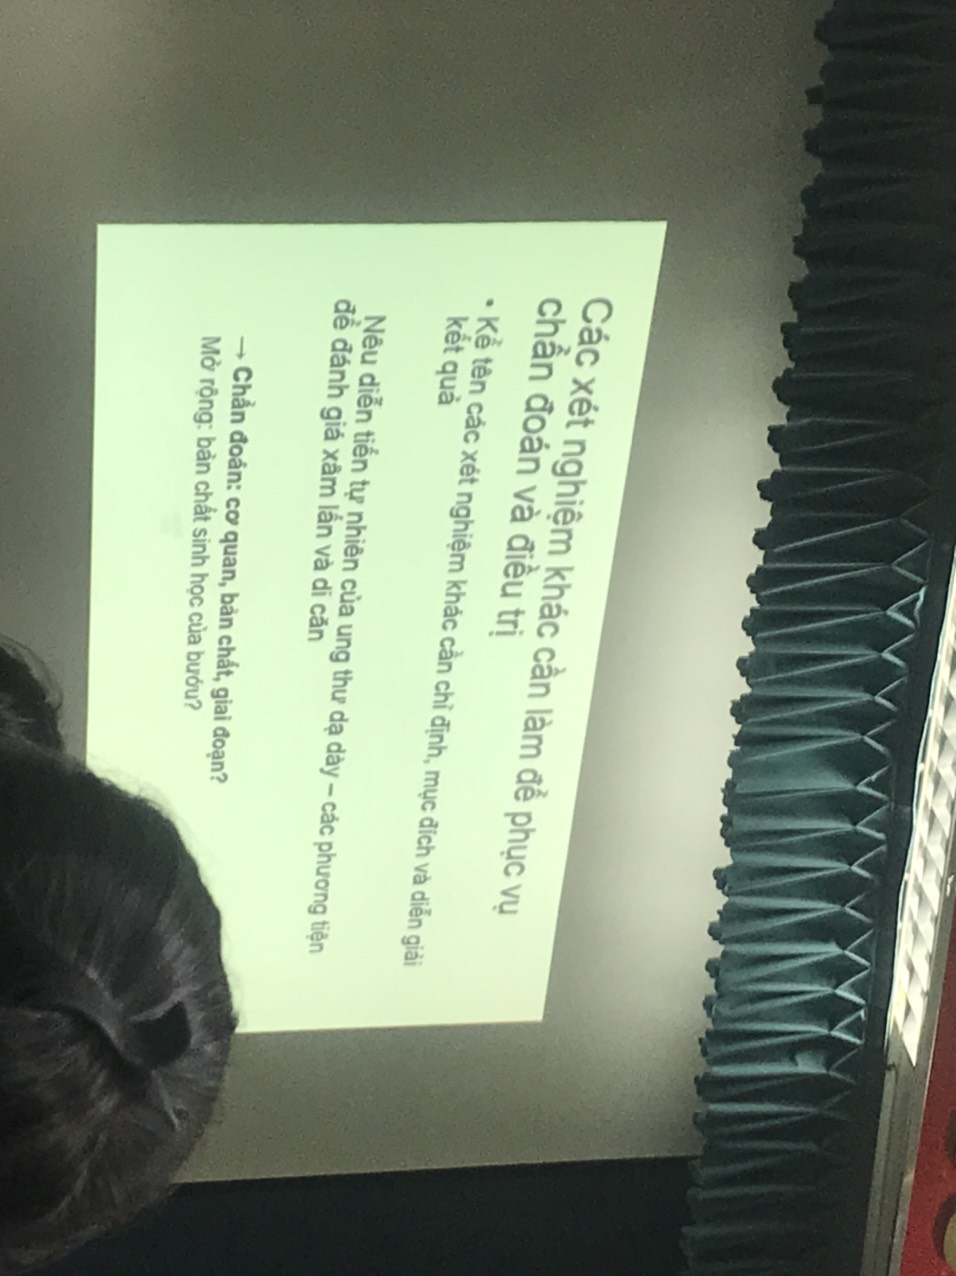 Các xét nghiệm khác cần làm để phục vụ
chẩn đoán và điều trị
• Kể tên các xét nghiệm khác cần chỉ định, mục đích và diễn giải
kết quả
Nêu diễn tiến tự nhiên của ung thư dạ dày – các phương tiện
để đánh giá xâm lấn và di căn
→ Chẩn đoán: cơ quan, bản chất, giai đoạn?
Mở rộng: bản chất sinh học của bướu?